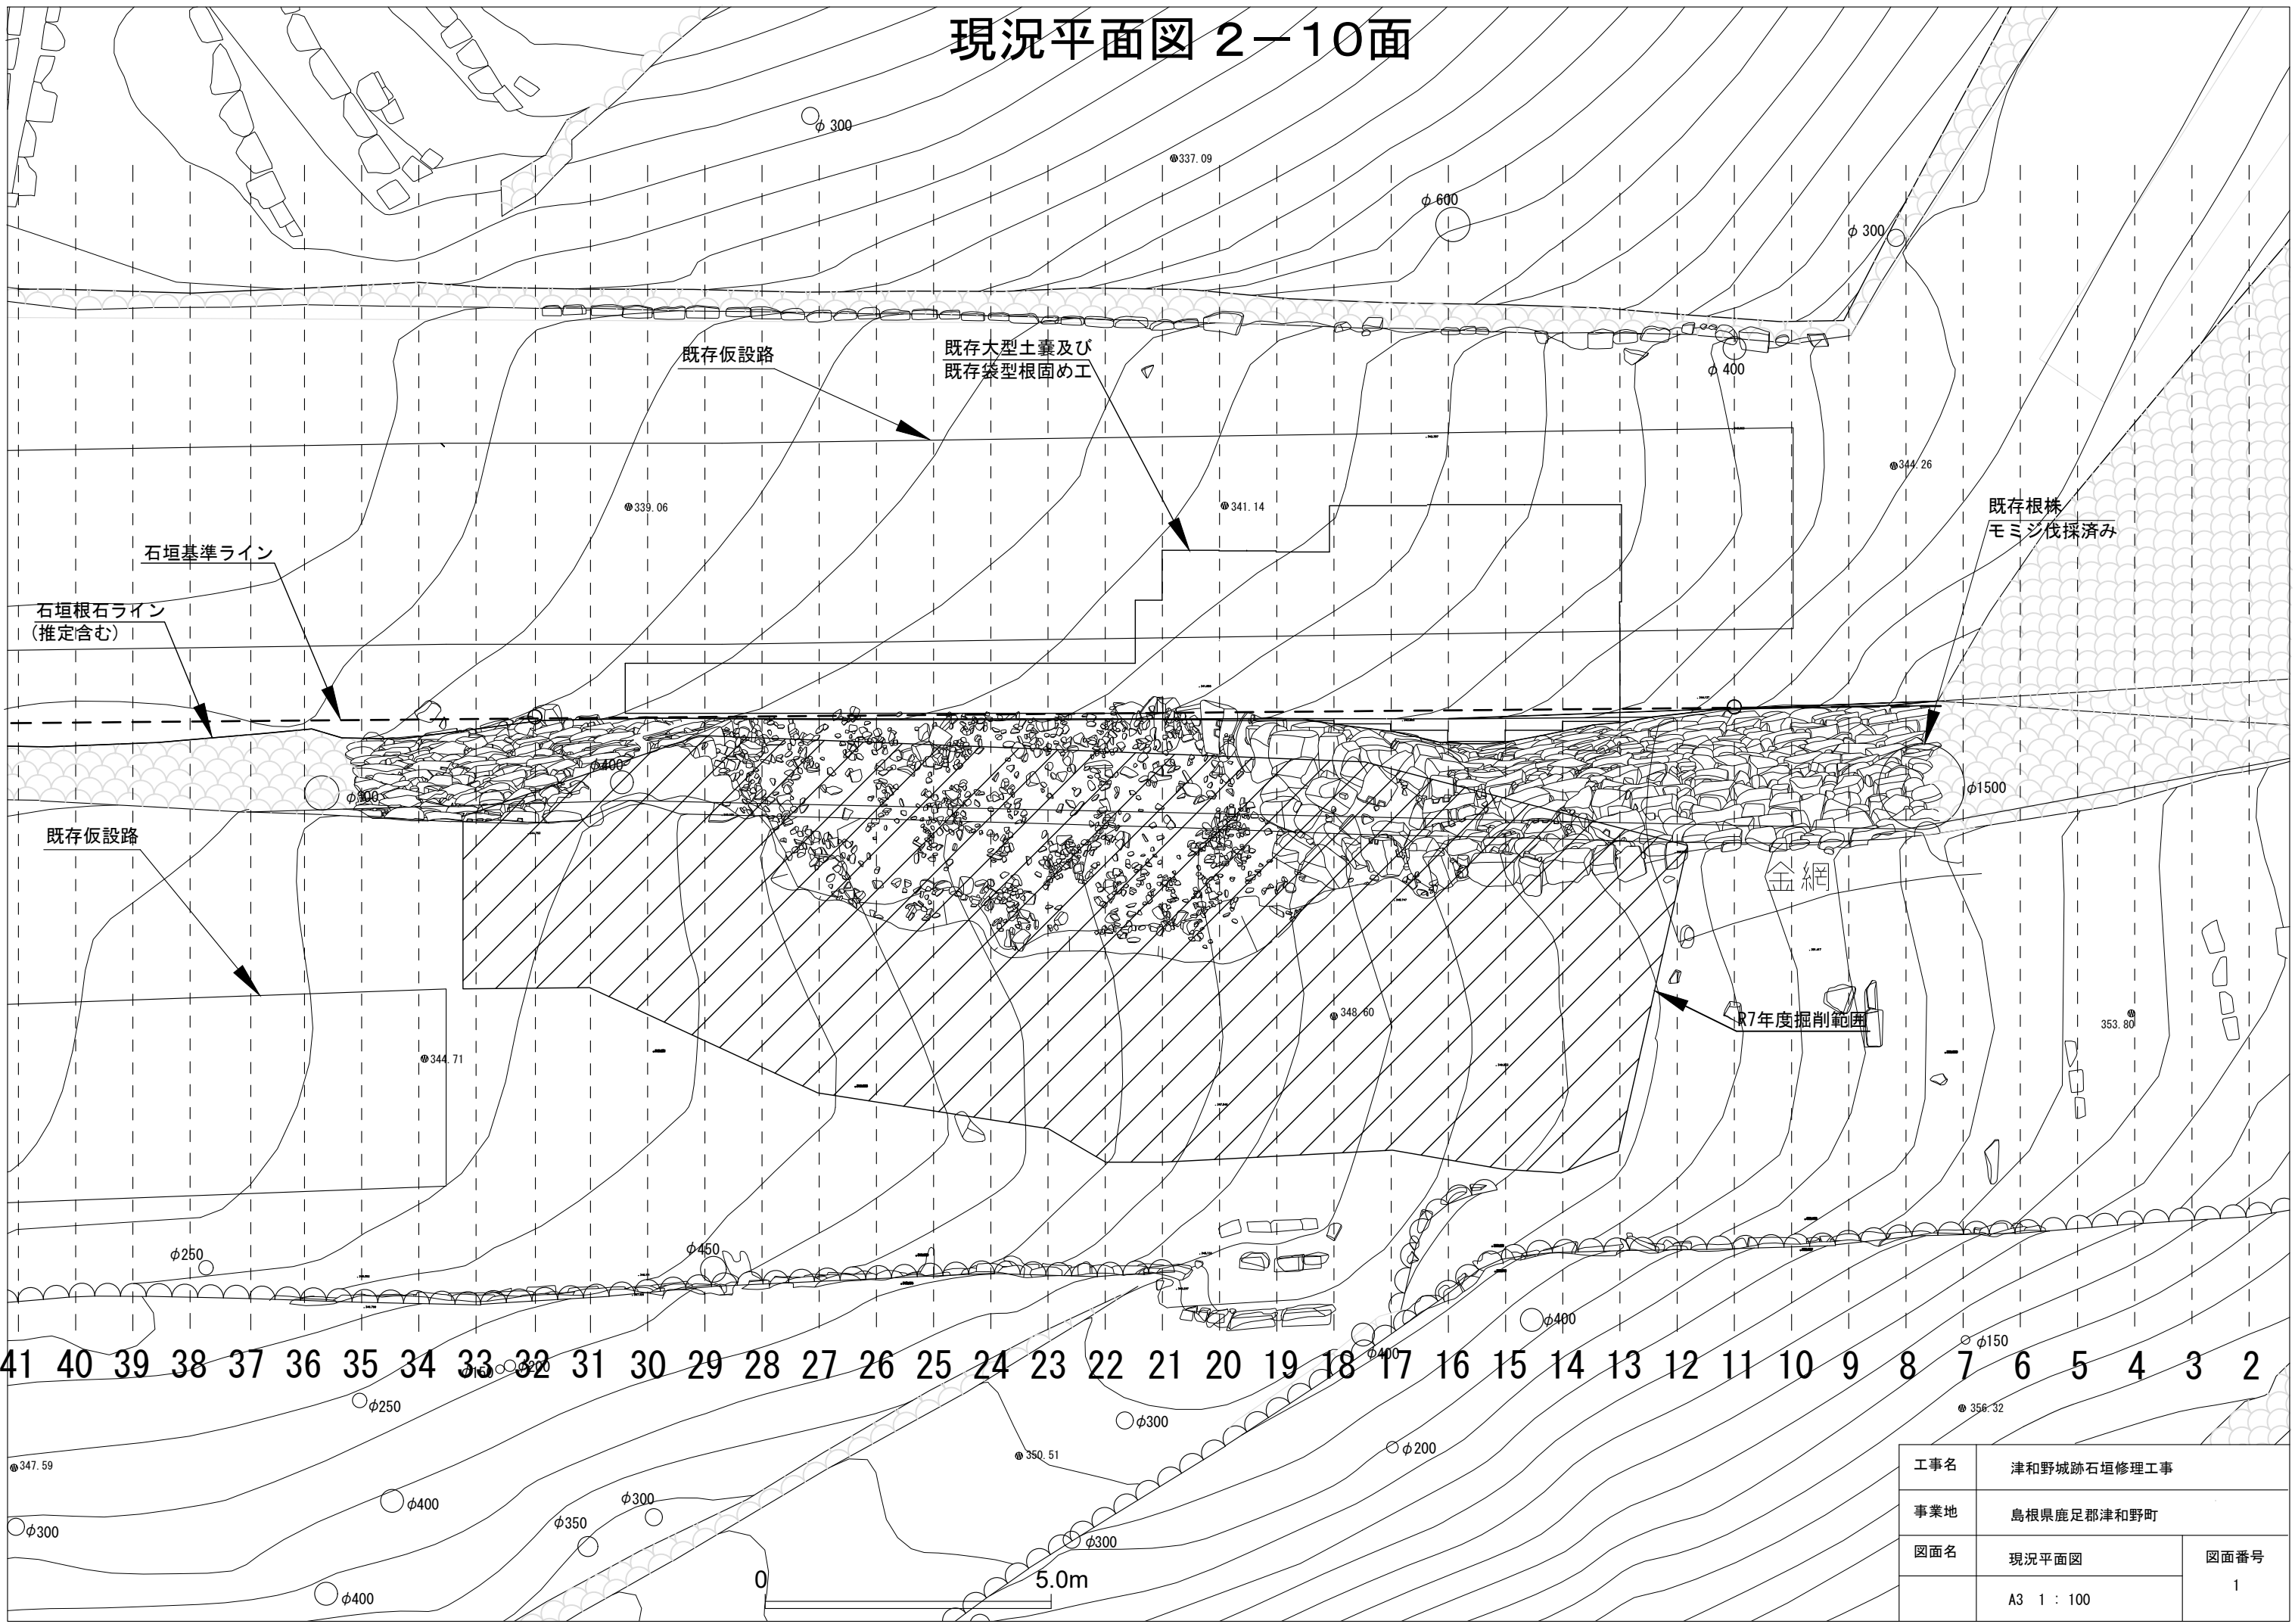 現況平面図 2-10面
φ 300
337.09
φ 600
φ 300
既存仮設路
既存大型土嚢及び
既存袋型根固め工
φ 400
344.26
339.06
341.14
既存根株
モミジ伐採済み
石垣基準ライン
石垣根石ライン
(推定含む)
φ400
φ1500
既存仮設路
金網
348.60
R7年度掘削範囲
353.80
344.71
φ250
φ450
φ400
φ400
φ150
41 40 39 38 37 36 35 34 33 32 31 30 29 28 27 26 25 24 23 22 21 20 19 18 17 16 15 14 13 12 11 10 9 8 7 6 5 4 3 2
φ200
φ250
φ300
356.32
φ200
350.51
347.59
φ300
φ400
φ350
φ300
φ300
φ400
0 5.0m
工事名 津和野城跡石垣修理工事
事業地 島根県鹿足郡津和野町
図面名 現況平面図 図面番号
A3 1 : 100 1